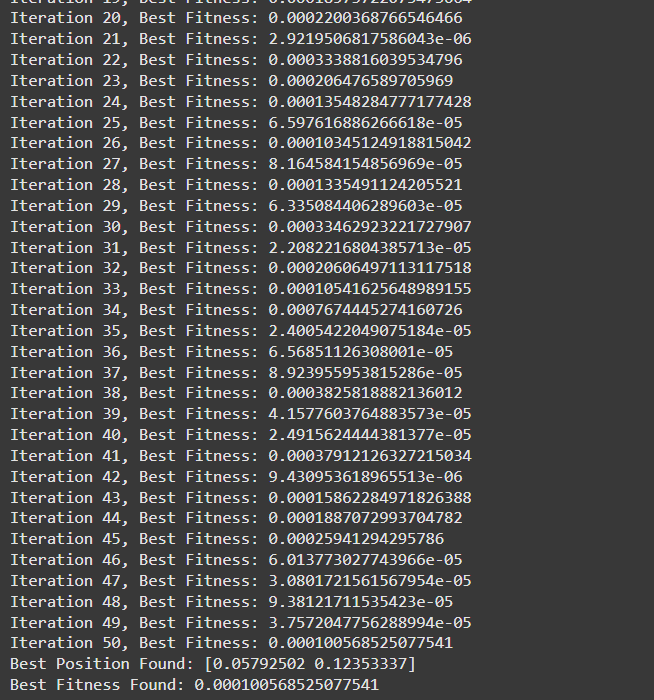 Iteration 20, Best Fitness: 0.0002200368766546466
Iteration 21, Best Fitness: 2.9219506817586043e-06
Iteration 22, Best Fitness: 0.0003338816039534796
Iteration 23, Best Fitness: 0.000206476589705969
Iteration 24, Best Fitness: 0.00013548284777177428
Iteration 25, Best Fitness: 6.597616886266618e-05
Iteration 26, Best Fitness: 0.00010345124918815042
Iteration 27, Best Fitness: 8.164584154856969e-05
Iteration 28, Best Fitness: 0.0001335491124205521
Iteration 29, Best Fitness: 6.335084406289603e-05
Iteration 30, Best Fitness: 0.00033462923221727907
Iteration 31, Best Fitness: 2.2082216804385713e-05
Iteration 32, Best Fitness: 0.00020606497113117518
Iteration 33, Best Fitness: 0.00010541625648989155
Iteration 34, Best Fitness: 0.0007674445274160726
Iteration 35, Best Fitness: 2.4005422049075184e-05
Iteration 36, Best Fitness: 6.56851126308001e-05
Iteration 37, Best Fitness: 8.923955953815286e-05
Iteration 38, Best Fitness: 0.0003825818882136012
Iteration 39, Best Fitness: 4.1577603764883573e-05
Iteration 40, Best Fitness: 2.4915624444381377e-05
Iteration 41, Best Fitness: 0.00037912126327215034
Iteration 42, Best Fitness: 9.430953618965513e-06
Iteration 43, Best Fitness: 0.00015862284971826388
Iteration 44, Best Fitness: 0.0001887072993704782
Iteration 45, Best Fitness: 0.00025941294295786
Iteration 46, Best Fitness: 6.013773027743966e-05
Iteration 47, Best Fitness: 3.0801721561567954e-05
Iteration 48, Best Fitness: 9.38121711535423e-05
Iteration 49, Best Fitness: 3.7572047756288994e-05
Iteration 50, Best Fitness: 0.000100568525077541
Best Position Found: [0.05792502 0.12353337]
Best Fitness Found: 0.000100568525077541